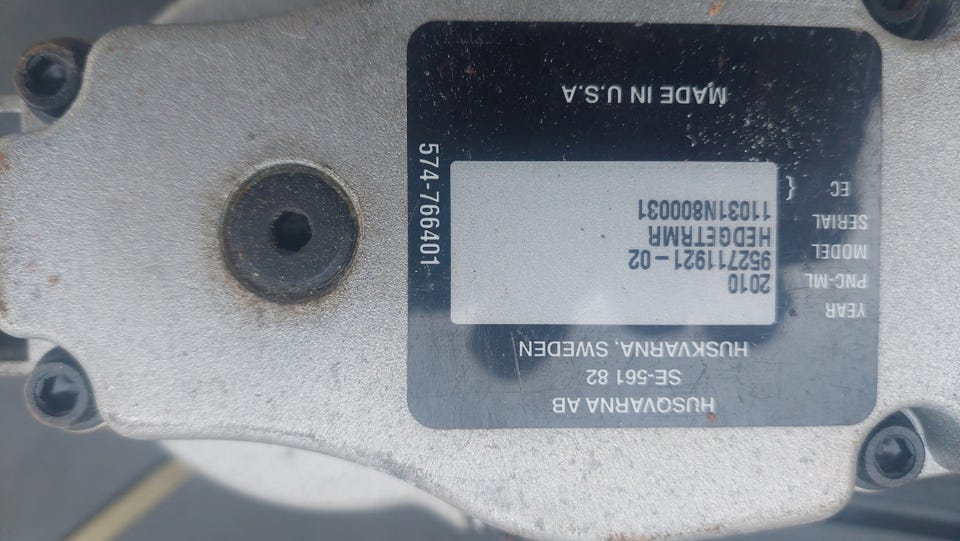 HUSQVARNA AB
SE-561 82
HUSKVARNA, SWEDEN
YEAR 2010
PNC-ML 952711921-02
MODEL HEDGETRMR
SERIAL 11031N800031
EC {
MADE IN U.S.A
574-766401